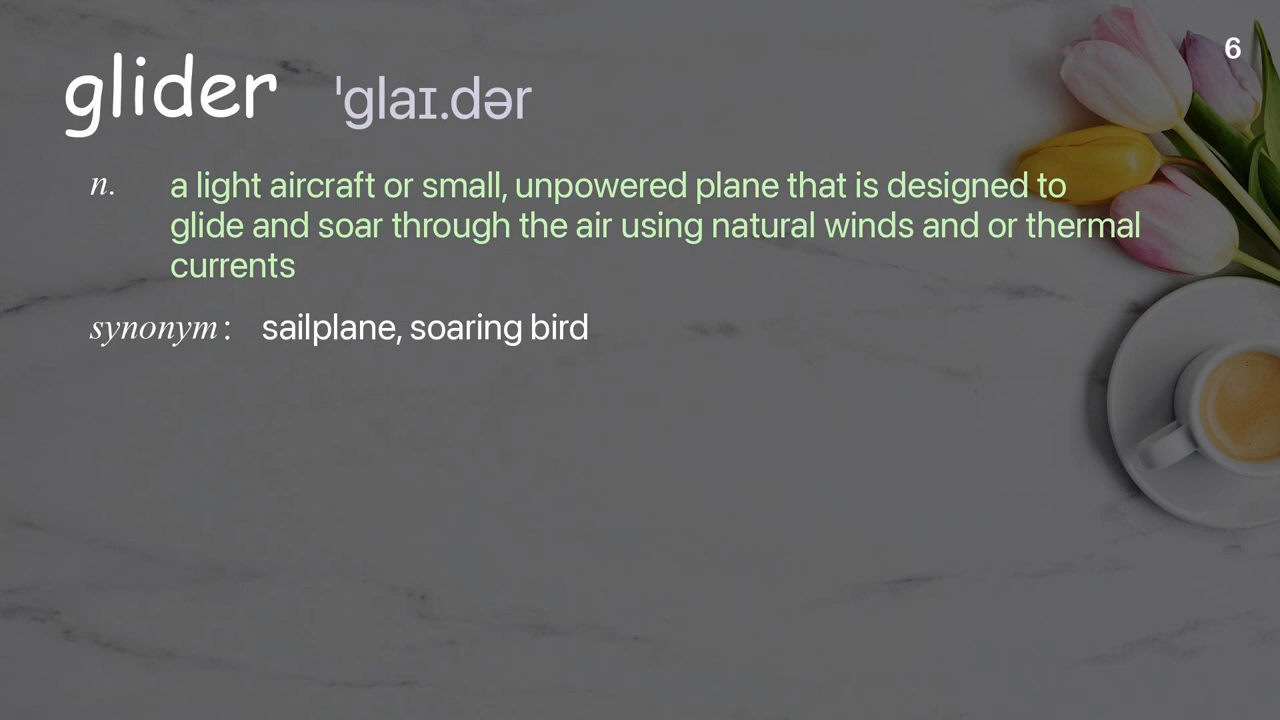 6
glider ˈglaɪ.dər
n. a light aircraft or small, unpowered plane that is designed to
glide and soar through the air using natural winds and or thermal
currents
synonym: sailplane, soaring bird